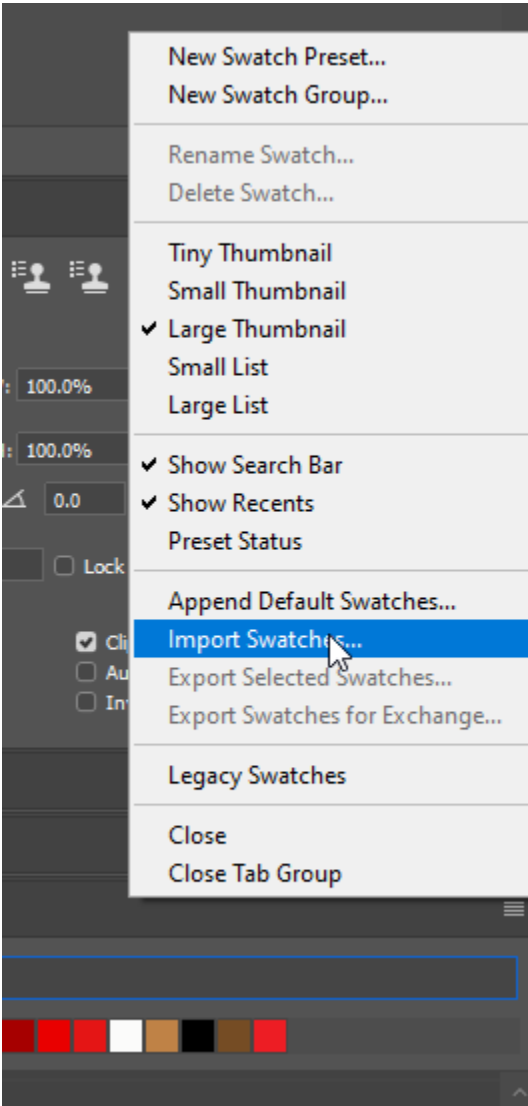 New Swatch Preset...
New Swatch Group...
Rename Swatch...
Delete Swatch...
Tiny Thumbnail
Small Thumbnail
Large Thumbnail
Small List
Large List
100.0%
100.0%
0.0
Show Search Bar
Show Recents
Preset Status
Lock
Append Default Swatches...
Import Swatches...
Export Selected Swatches...
Export Swatches for Exchange...
Legacy Swatches
Close
Close Tab Group